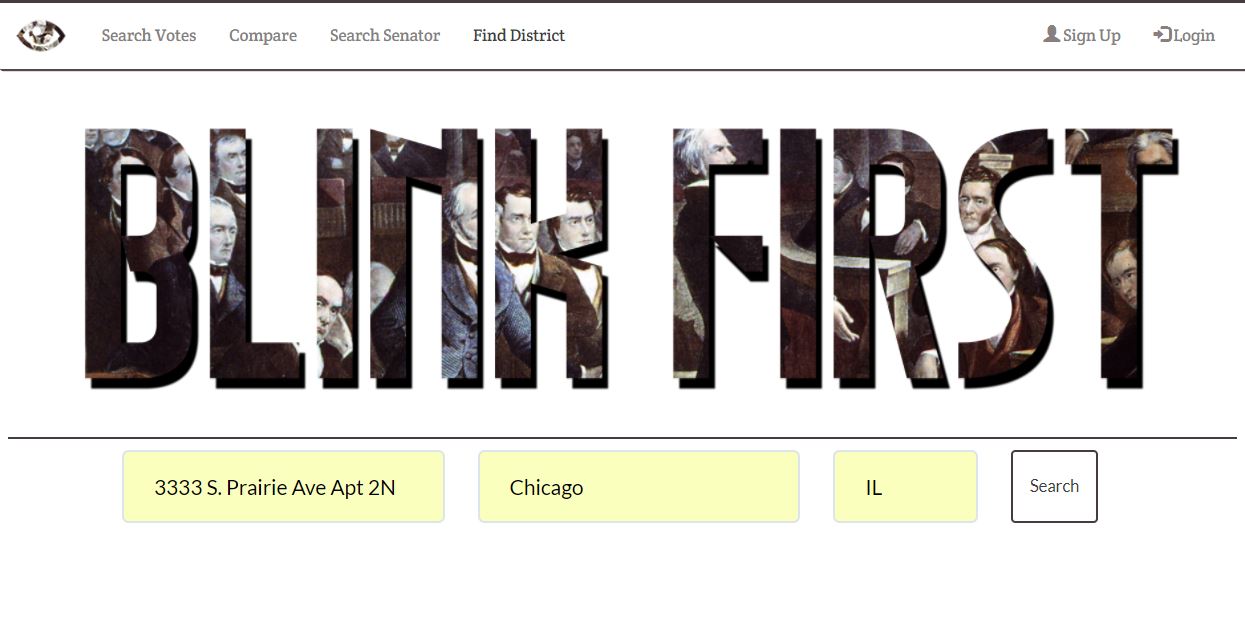 Search Votes Compare Search Senator Find District Sign Up Login
BLINK FIRST
3333 S. Prairie Ave Apt 2N Chicago IL Search